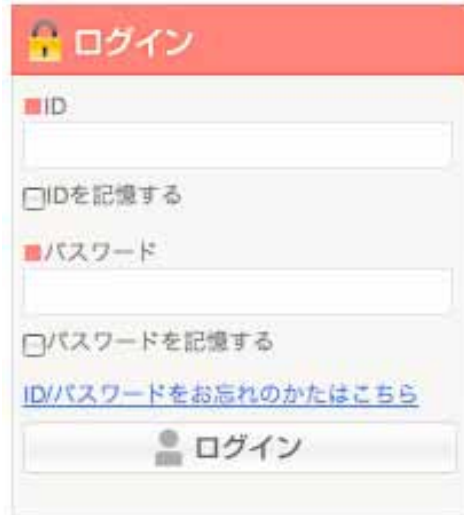 ログイン
■ID
IDを記憶する
■パスワード
パスワードを記憶する
ID/パスワードをお忘れのかたはこちら
ログイン